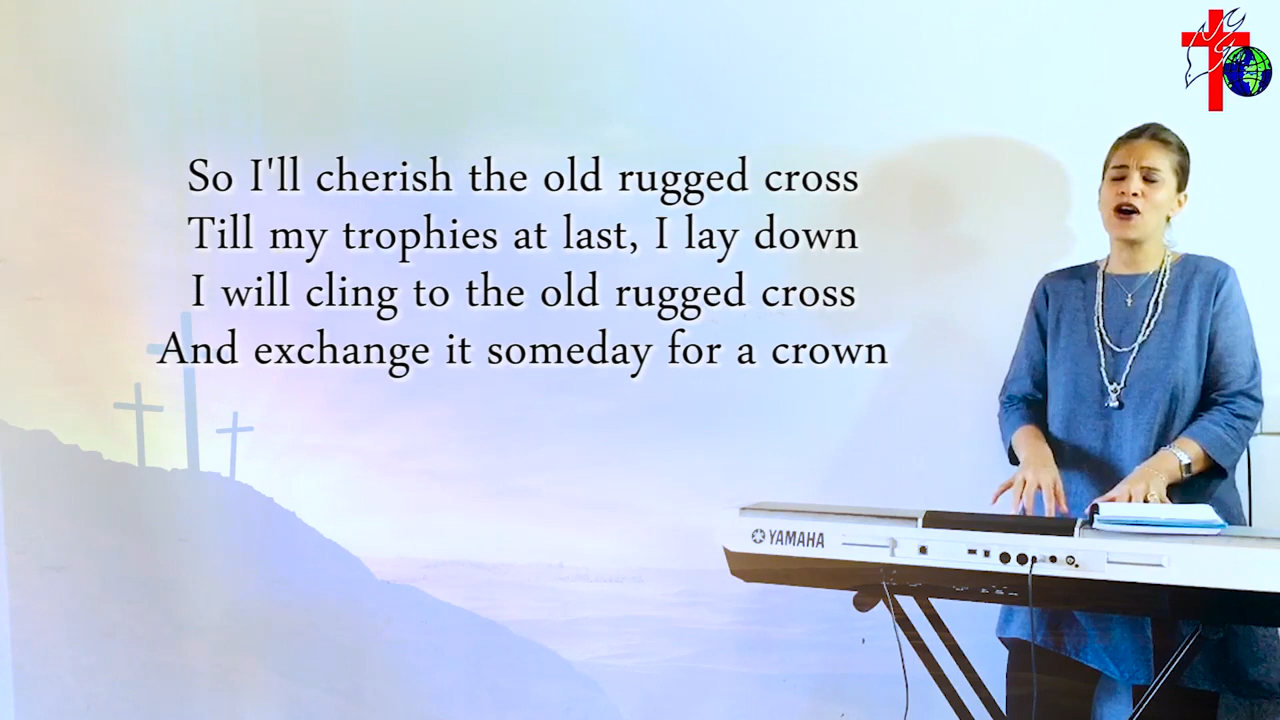 So I'll cherish the old rugged cross
Till my trophies at last, I lay down
I will cling to the old rugged cross
And exchange it someday for a crown
YAMAHA